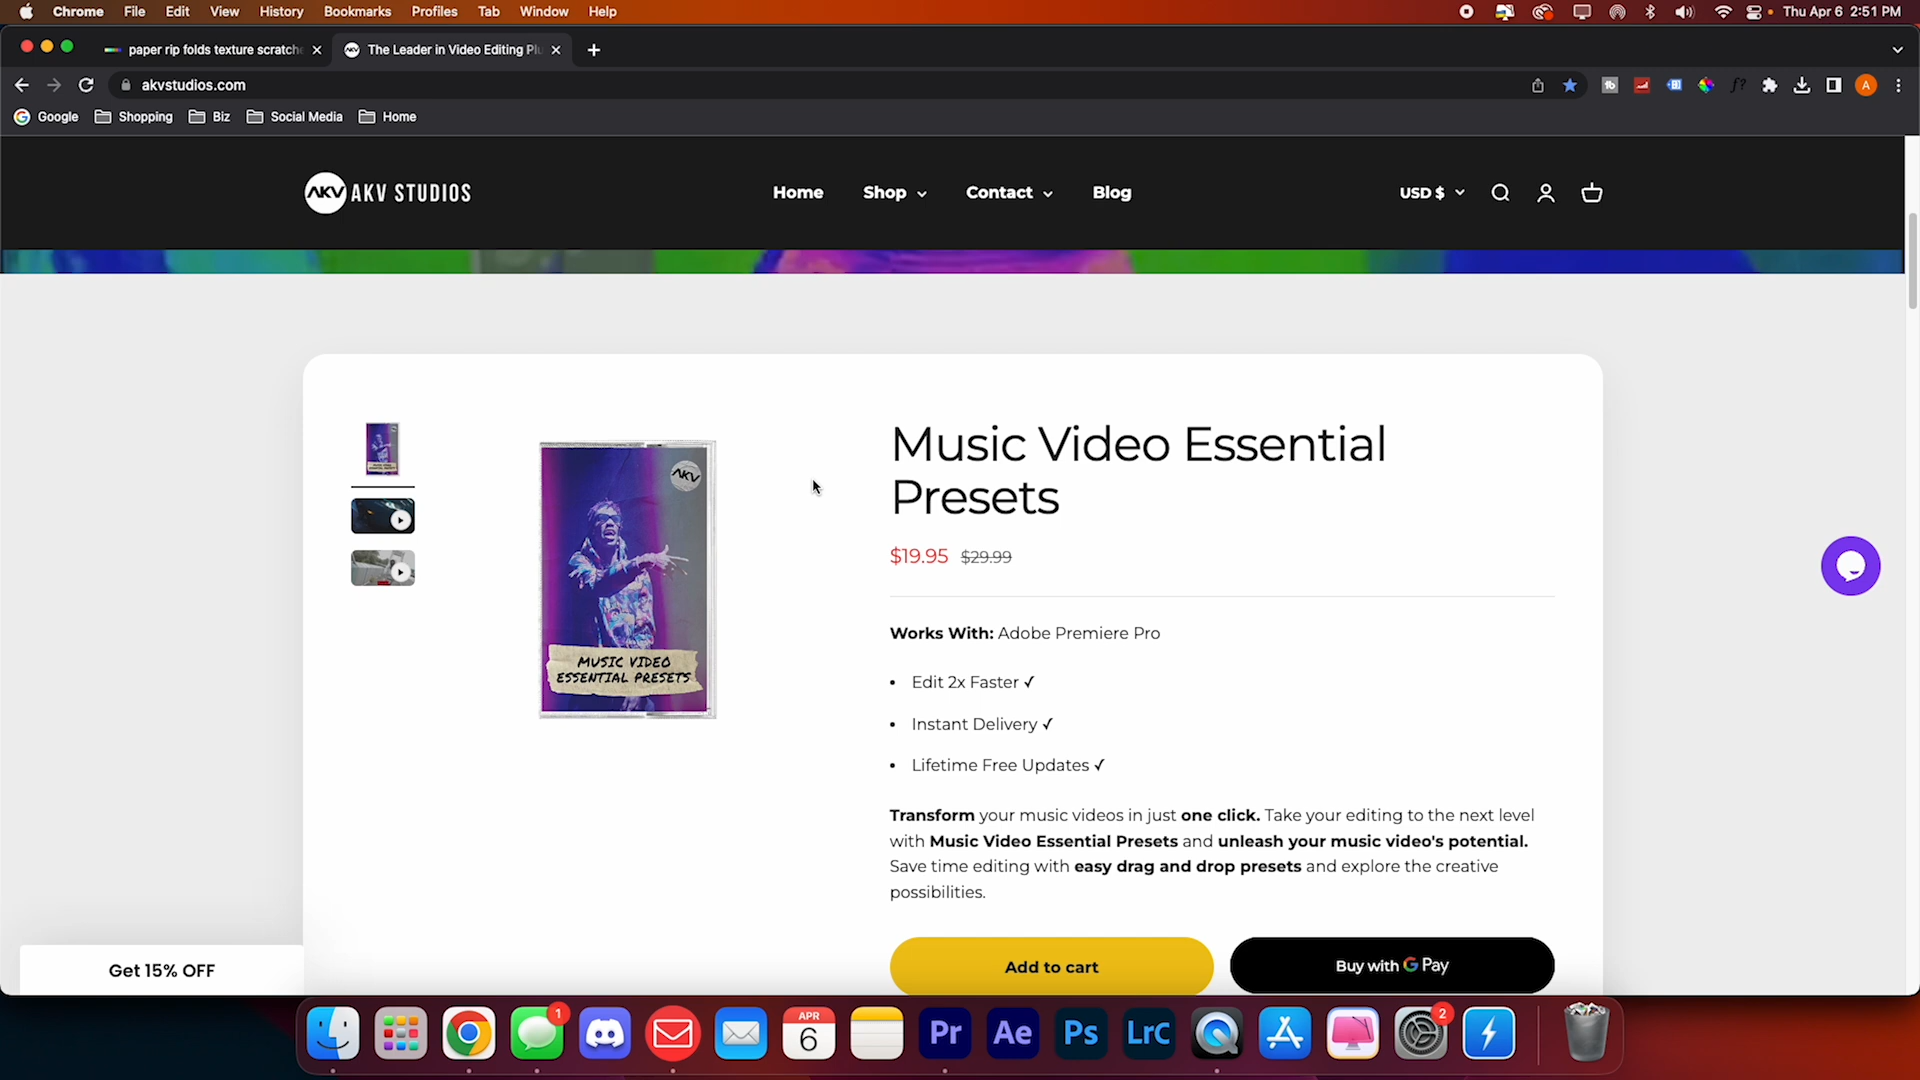 Chrome File Edit View History Bookmarks Profiles Tab Window Help Thu Apr 6 2:51 PM
paper rip folds texture scratche The Leader in Video Editing Plu
akvstudios.com
Google Shopping Biz Social Media Home
AKV AKV STUDIOS Home Shop Contact Blog USD $
Music Video Essential
Presets
AKV
$19.95 $29.99
Works With: Adobe Premiere Pro
MUSIC VIDEO
ESSENTIAL PRESETS
• Edit 2x Faster ✓
• Instant Delivery ✓
• Lifetime Free Updates ✓
Transform your music videos in just one click. Take your editing to the next level
with Music Video Essential Presets and unleash your music video's potential.
Save time editing with easy drag and drop presets and explore the creative
possibilities.
Get 15% OFF
Add to cart
Buy with G Pay
1
APR
6
Pr
Ae
Ps
LrC
2